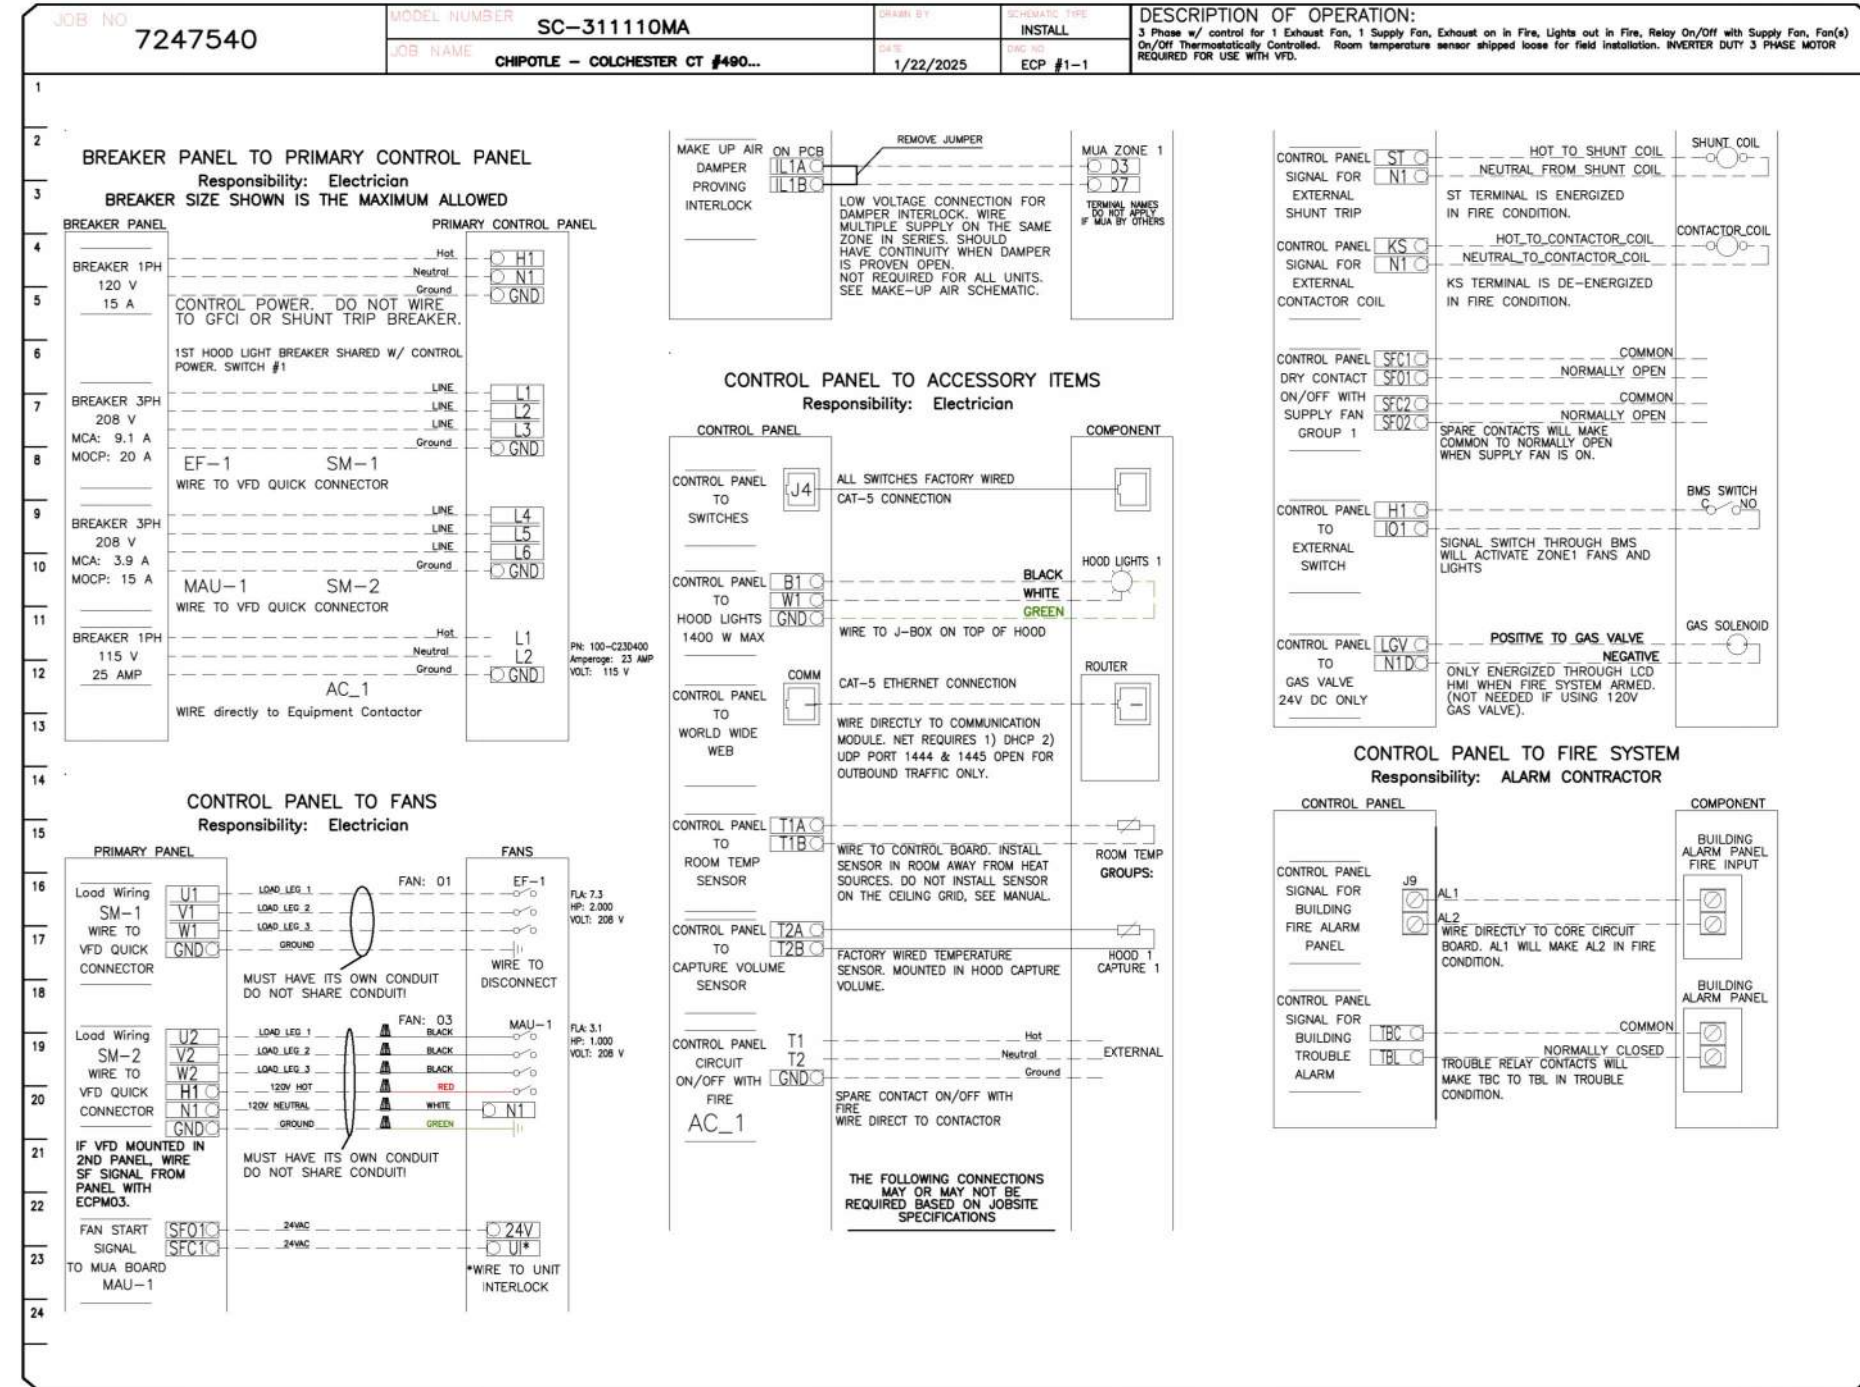 JOB NO
7247540
MODEL NUMBER
SC-311110MA
JOB NAME
CHIPOTLE - COLCHESTER CT #490...
DRAWN BY
SCHEMATIC TYPE
INSTALL
DATE
1/22/2025
DWG NO
ECP #1-1
DESCRIPTION OF OPERATION:
3 Phase w/ control for 1 Exhaust Fan, 1 Supply Fan, Exhaust on in Fire, Lights out in Fire, Relay On/Off with Supply Fan, Fan(s)
On/Off Thermostatically Controlled. Room temperature sensor shipped loose for field installation. INVERTER DUTY 3 PHASE MOTOR
REQUIRED FOR USE WITH VFD.
1
2
3
4
5
6
7
8
9
10
11
12
13
14
15
16
17
18
19
20
21
22
23
24
BREAKER PANEL TO PRIMARY CONTROL PANEL
Responsibility: Electrician
BREAKER SIZE SHOWN IS THE MAXIMUM ALLOWED
BREAKER PANEL
PRIMARY CONTROL PANEL
BREAKER 1PH
120 V
15 A
Hot
H1
Neutral
N1
Ground
GND
CONTROL POWER. DO NOT WIRE
TO GFCI OR SHUNT TRIP BREAKER.
1ST HOOD LIGHT BREAKER SHARED W/ CONTROL
POWER. SWITCH #1
BREAKER 3PH
208 V
MCA: 9.1 A
MOCP: 20 A
LINE
L1
LINE
L2
LINE
L3
Ground
GND
EF-1
SM-1
WIRE TO VFD QUICK CONNECTOR
BREAKER 3PH
208 V
MCA: 3.9 A
MOCP: 15 A
LINE
L4
LINE
L5
LINE
L6
Ground
GND
MAU-1
SM-2
WIRE TO VFD QUICK CONNECTOR
BREAKER 1PH
115 V
25 AMP
Hot
L1
Neutral
L2
Ground
GND
PN: 100-C23D400
Amperage: 23 AMP
VOLT: 115 V
AC_1
WIRE directly to Equipment Contactor
CONTROL PANEL TO FANS
Responsibility: Electrician
PRIMARY PANEL
FANS
Load Wiring
SM-1
WIRE TO
VFD QUICK
CONNECTOR
U1
V1
W1
GND
LOAD LEG 1
LOAD LEG 2
LOAD LEG 3
GROUND
FAN: 01
EF-1
FLA: 7.3
HP: 2.000
VOLT: 208 V
WIRE TO
DISCONNECT
MUST HAVE ITS OWN CONDUIT
DO NOT SHARE CONDUIT!
Load Wiring
SM-2
WIRE TO
VFD QUICK
CONNECTOR
U2
V2
W2
H1
N1
GND
LOAD LEG 1
LOAD LEG 2
LOAD LEG 3
120V HOT
120V NEUTRAL
GROUND
FAN: 03
BLACK
BLACK
BLACK
RED
WHITE
GREEN
MAU-1
N1
FLA: 3.1
HP: 1.000
VOLT: 208 V
IF VFD MOUNTED IN
2ND PANEL, WIRE
SF SIGNAL FROM
PANEL WITH
ECPM03.
MUST HAVE ITS OWN CONDUIT
DO NOT SHARE CONDUIT!
FAN START
SIGNAL
TO MUA BOARD
MAU-1
SFO1
SFC1
24VAC
24VAC
24V
UI*
*WIRE TO UNIT
INTERLOCK
MAKE UP AIR
DAMPER
PROVING
INTERLOCK
ON PCB
IL1A
IL1B
REMOVE JUMPER
MUA ZONE 1
D3
D7
TERMINAL NAMES
DO NOT APPLY
IF MUA BY OTHERS
LOW VOLTAGE CONNECTION FOR
DAMPER INTERLOCK. WIRE
MULTIPLE SUPPLY ON THE SAME
ZONE IN SERIES. SHOULD
HAVE CONTINUITY WHEN DAMPER
IS PROVEN OPEN.
NOT REQUIRED FOR ALL UNITS.
SEE MAKE-UP AIR SCHEMATIC.
CONTROL PANEL TO ACCESSORY ITEMS
Responsibility: Electrician
CONTROL PANEL
COMPONENT
CONTROL PANEL
TO
SWITCHES
J4
ALL SWITCHES FACTORY WIRED
CAT-5 CONNECTION
CONTROL PANEL
TO
HOOD LIGHTS
1400 W MAX
B1
W1
GND
BLACK
WHITE
GREEN
HOOD LIGHTS 1
WIRE TO J-BOX ON TOP OF HOOD
CONTROL PANEL
TO
WORLD WIDE
WEB
COMM
CAT-5 ETHERNET CONNECTION
ROUTER
WIRE DIRECTLY TO COMMUNICATION
MODULE. NET REQUIRES 1) DHCP 2)
UDP PORT 1444 & 1445 OPEN FOR
OUTBOUND TRAFFIC ONLY.
CONTROL PANEL
TO
ROOM TEMP
SENSOR
T1A
T1B
WIRE TO CONTROL BOARD. INSTALL
SENSOR IN ROOM AWAY FROM HEAT
SOURCES. DO NOT INSTALL SENSOR
ON THE CEILING GRID, SEE MANUAL.
ROOM TEMP
GROUPS:
CONTROL PANEL
TO
CAPTURE VOLUME
SENSOR
T2A
T2B
FACTORY WIRED TEMPERATURE
SENSOR. MOUNTED IN HOOD CAPTURE
VOLUME.
HOOD 1
CAPTURE 1
CONTROL PANEL
CIRCUIT
ON/OFF WITH
FIRE
AC_1
T1
T2
GND
Hot
Neutral
Ground
EXTERNAL
SPARE CONTACT ON/OFF WITH
FIRE
WIRE DIRECT TO CONTACTOR
THE FOLLOWING CONNECTIONS
MAY OR MAY NOT BE
REQUIRED BASED ON JOBSITE
SPECIFICATIONS
CONTROL PANEL
SIGNAL FOR
EXTERNAL
SHUNT TRIP
ST
N1
HOT TO SHUNT COIL
NEUTRAL FROM SHUNT COIL
SHUNT COIL
ST TERMINAL IS ENERGIZED
IN FIRE CONDITION.
CONTROL PANEL
SIGNAL FOR
EXTERNAL
CONTACTOR COIL
KS
N1
HOT_TO_CONTACTOR_COIL
NEUTRAL_TO_CONTACTOR_COIL
CONTACTOR_COIL
KS TERMINAL IS DE-ENERGIZED
IN FIRE CONDITION.
CONTROL PANEL
DRY CONTACT
ON/OFF WITH
SUPPLY FAN
GROUP 1
SFC1
SFO1
SFC2
SFO2
COMMON
NORMALLY OPEN
COMMON
NORMALLY OPEN
SPARE CONTACTS WILL MAKE
COMMON TO NORMALLY OPEN
WHEN SUPPLY FAN IS ON.
CONTROL PANEL
TO
EXTERNAL
SWITCH
H1
IO1
BMS SWITCH
C
NO
SIGNAL SWITCH THROUGH BMS
WILL ACTIVATE ZONE1 FANS AND
LIGHTS
CONTROL PANEL
TO
GAS VALVE
24V DC ONLY
LGV
N1DC
POSITIVE TO GAS VALVE
NEGATIVE
GAS SOLENOID
ONLY ENERGIZED THROUGH LCD
HMI WHEN FIRE SYSTEM ARMED.
(NOT NEEDED IF USING 120V
GAS VALVE).
CONTROL PANEL TO FIRE SYSTEM
Responsibility: ALARM CONTRACTOR
CONTROL PANEL
COMPONENT
CONTROL PANEL
SIGNAL FOR
BUILDING
FIRE ALARM
PANEL
J9
AL1
AL2
BUILDING
ALARM PANEL
FIRE INPUT
WIRE DIRECTLY TO CORE CIRCUIT
BOARD. AL1 WILL MAKE AL2 IN FIRE
CONDITION.
CONTROL PANEL
SIGNAL FOR
BUILDING
TROUBLE
ALARM
TBC
TBL
COMMON
NORMALLY CLOSED
BUILDING
ALARM PANEL
TROUBLE RELAY CONTACTS WILL
MAKE TBC TO TBL IN TROUBLE
CONDITION.